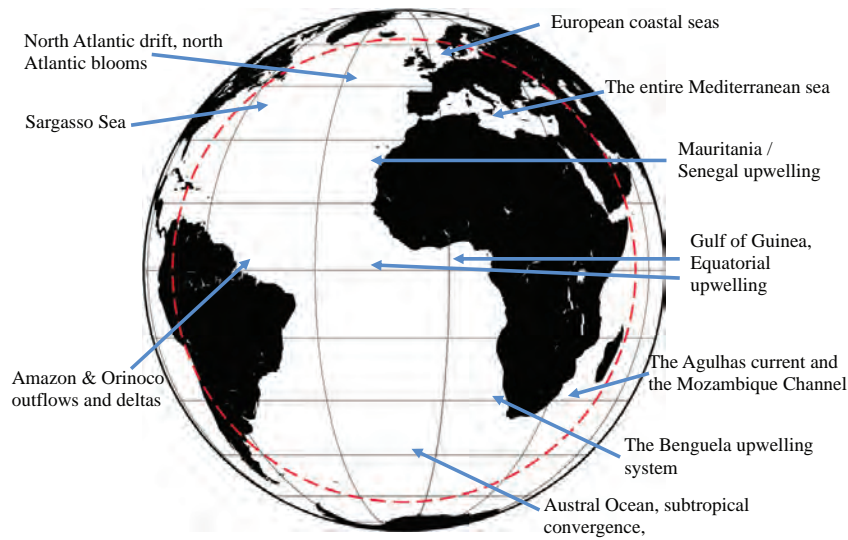 North Atlantic drift, north
Atlantic blooms
European coastal seas
The entire Mediterranean sea
Sargasso Sea
Mauritania /
Senegal upwelling
Gulf of Guinea,
Equatorial
upwelling
Amazon & Orinoco
outflows and deltas
The Agulhas current and
the Mozambique Channel
The Benguela upwelling
system
Austral Ocean, subtropical
convergence,